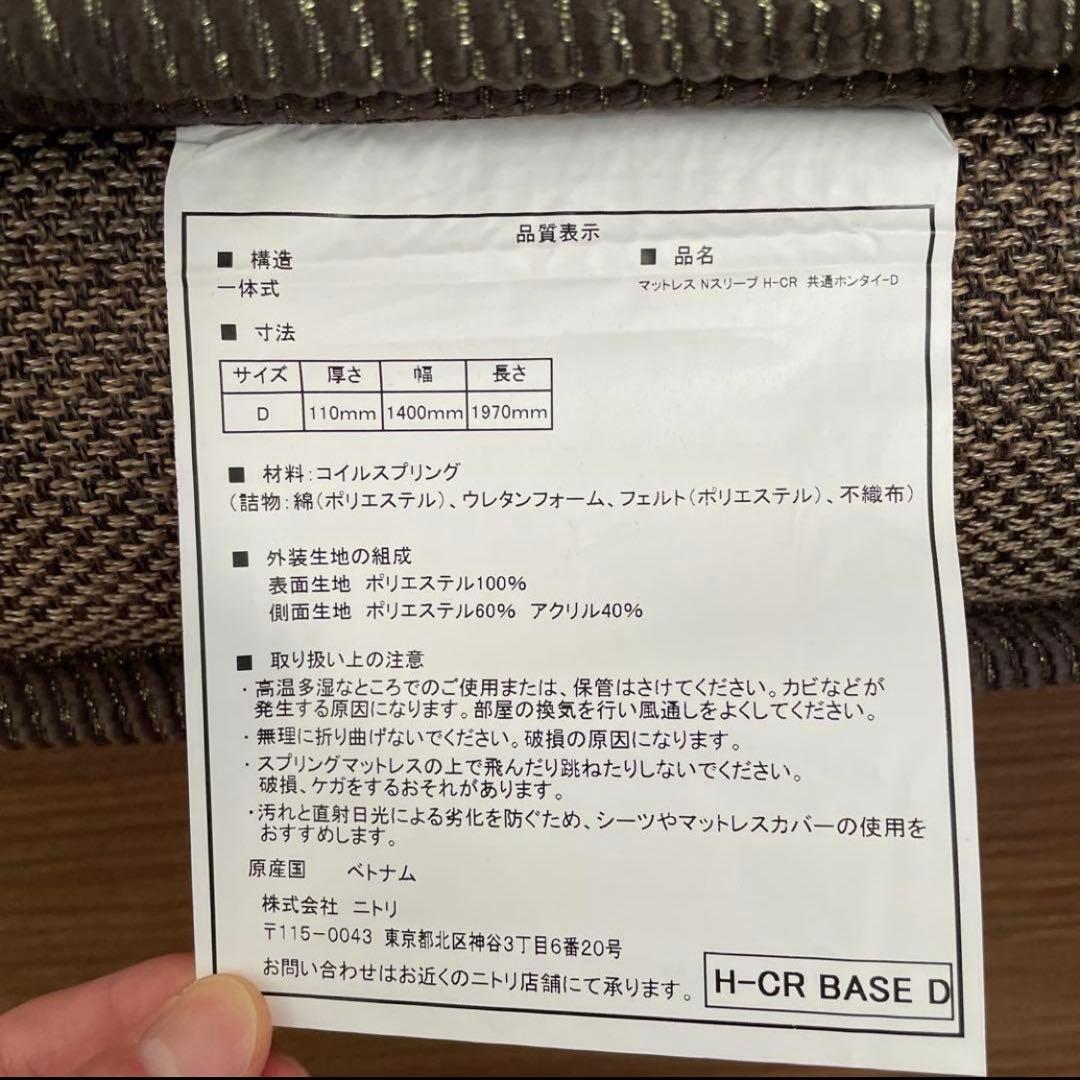 品質表示
■ 構造
一体式
■ 品名
マットレス Nスリープ H-CR 共通ホンタイ-D
■ 寸法
サイズ 厚さ 幅 長さ
D 110mm 1400mm 1970mm
■ 材料:コイルスプリング
(詰物:綿(ポリエステル)、ウレタンフォーム、フェルト(ポリエステル)、不織布)
■ 外装生地の組成
表面生地 ポリエステル100%
側面生地 ポリエステル60% アクリル40%
■ 取り扱い上の注意
・高温多湿なところでのご使用または、保管はさけてください。カビなどが
発生する原因になります。部屋の換気を行い風通しをよくしてください。
・無理に折り曲げないでください。破損の原因になります。
・スプリングマットレスの上で飛んだり跳ねたりしないでください。
破損、ケガをするおそれがあります。
・汚れと直射日光による劣化を防ぐため、シーツやマットレスカバーの使用を
おすすめします。
原産国 ベトナム
株式会社 ニトリ
〒115-0043 東京都北区神谷3丁目6番20号
お問い合わせはお近くのニトリ店舗にて承ります。
H-CR BASE D